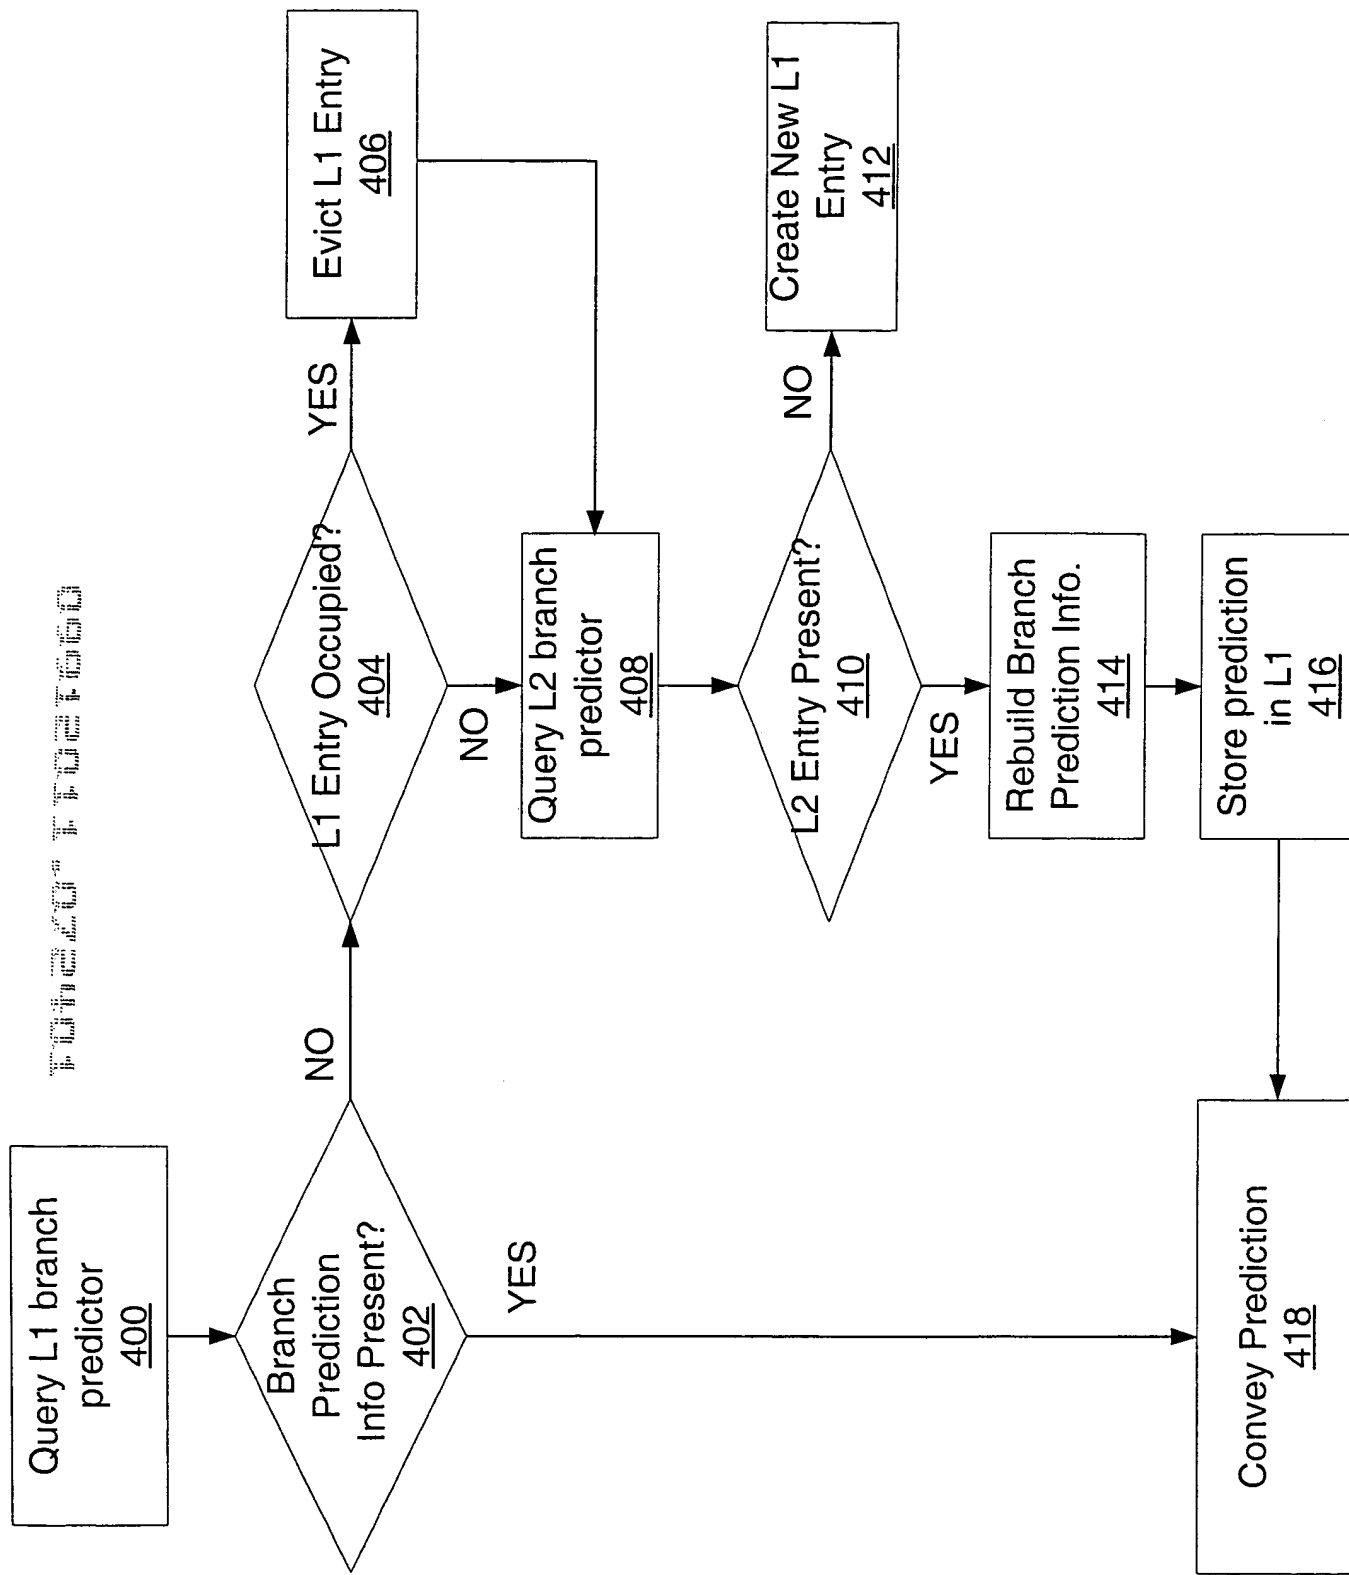 Query L1 branch
predictor
400
Branch
Prediction
Info Present?
402
NO
YES
L1 Entry Occupied?
404
YES
NO
Evict L1 Entry
406
Query L2 branch
predictor
408
L2 Entry Present?
410
NO
YES
Create New L1
Entry
412
Rebuild Branch
Prediction Info.
414
Store prediction
in L1
416
Convey Prediction
418